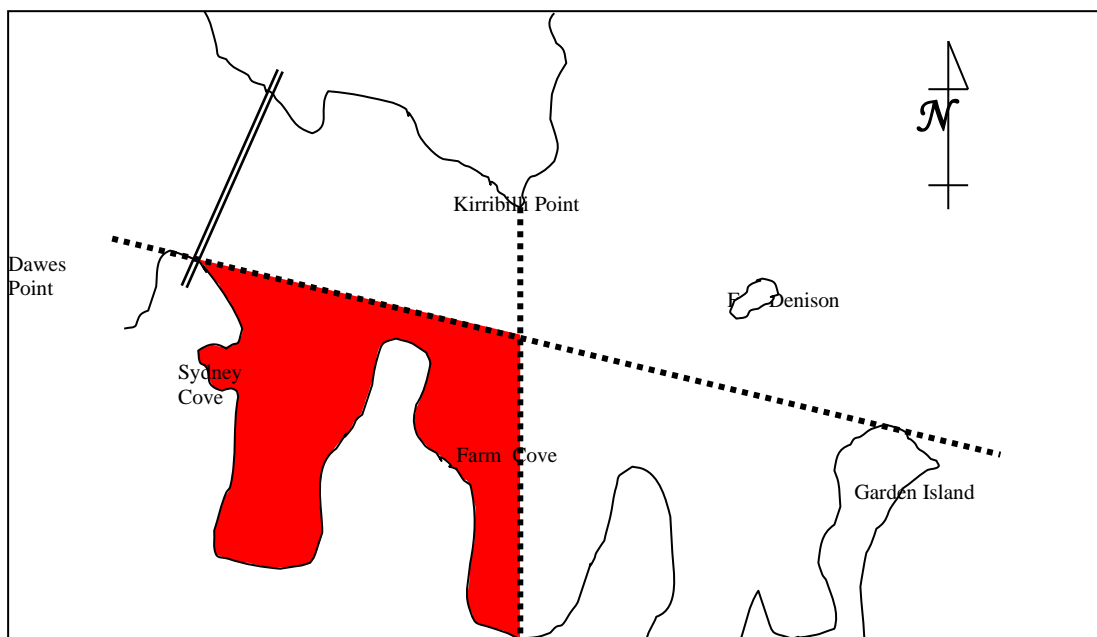 N
Kirribilli Point
Dawes
Point
Denison
Sydney
Cove
Farm Cove
Garden Island